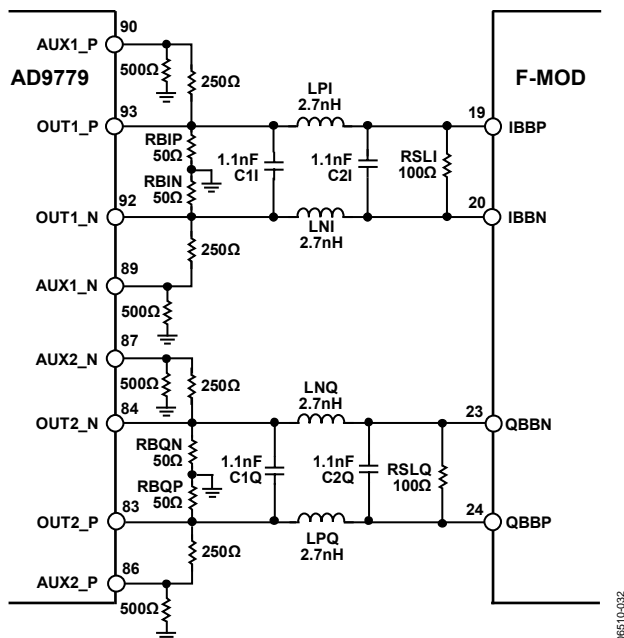 90
AUX1_P
500Ω
250Ω
AD9779
F-MOD
93
LPI
2.7nH
19
OUT1_P
IBBP
RBIP
50Ω
1.1nF
C1I
1.1nF
C2I
RSLI
100Ω
RBIN
50Ω
92
20
OUT1_N
IBBN
LNI
2.7nH
250Ω
89
AUX1_N
500Ω
87
AUX2_N
500Ω
250Ω
LNQ
2.7nH
84
23
OUT2_N
QBBN
RBQN
50Ω
1.1nF
C1Q
1.1nF
C2Q
RSLQ
100Ω
RBQP
50Ω
83
24
OUT2_P
QBBP
LPQ
2.7nH
250Ω
86
AUX2_P
500Ω
06510-032